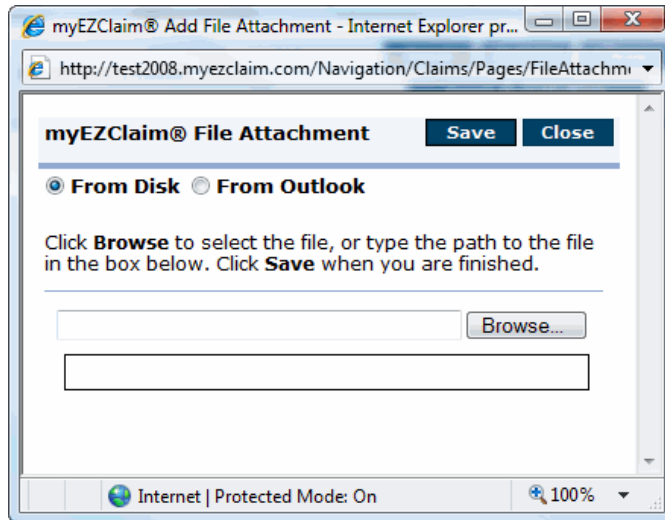 myEZClaim® Add File Attachment - Internet Explorer pr...
http://test2008.myezclaim.com/Navigation/Claims/Pages/FileAttachm
myEZClaim® File Attachment Save Close
From Disk From Outlook
Click Browse to select the file, or type the path to the file
in the box below. Click Save when you are finished.
Browse...
Internet | Protected Mode: On 100%